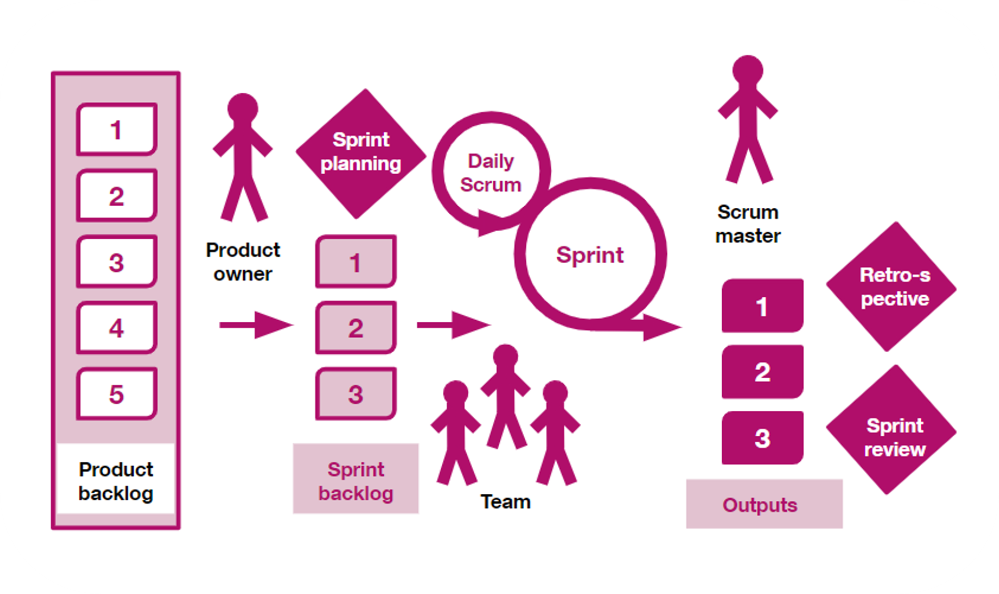 1
2
3
4
5
Product
backlog
Product
owner
Sprint
planning
1
2
3
Sprint
backlog
Daily
Scrum
Sprint
Team
Scrum
master
1
2
3
Outputs
Retro-s
pective
Sprint
review